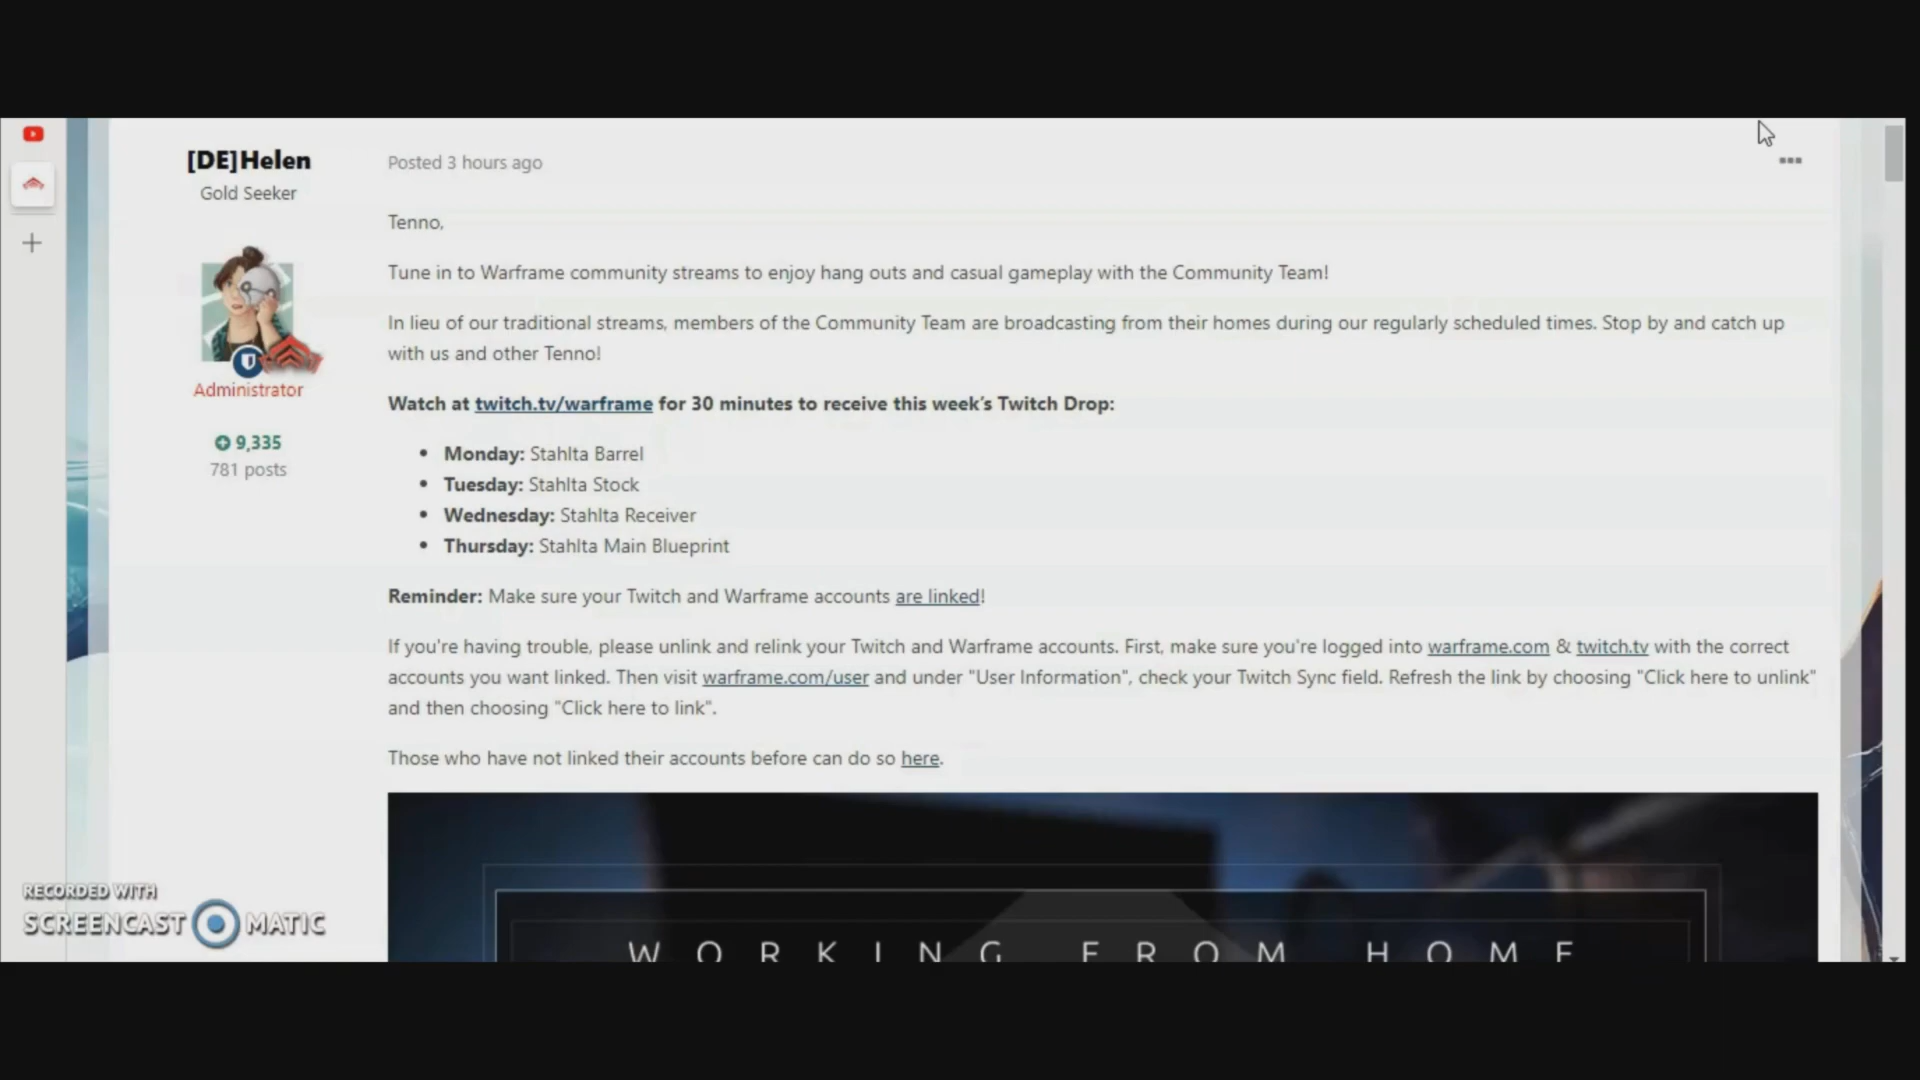 [DE]Helen
Gold Seeker
Administrator
9,335
781 posts
Posted 3 hours ago
Tenno,
Tune in to Warframe community streams to enjoy hang outs and casual gameplay with the Community Team!
In lieu of our traditional streams, members of the Community Team are broadcasting from their homes during our regularly scheduled times. Stop by and catch up
with us and other Tenno!
Watch at twitch.tv/warframe for 30 minutes to receive this week’s Twitch Drop:
• Monday: Stahlta Barrel
• Tuesday: Stahlta Stock
• Wednesday: Stahlta Receiver
• Thursday: Stahlta Main Blueprint
Reminder: Make sure your Twitch and Warframe accounts are linked!
If you're having trouble, please unlink and relink your Twitch and Warframe accounts. First, make sure you're logged into warframe.com & twitch.tv with the correct
accounts you want linked. Then visit warframe.com/user and under "User Information", check your Twitch Sync field. Refresh the link by choosing "Click here to unlink"
and then choosing "Click here to link".
Those who have not linked their accounts before can do so here.
WORKING FROM HOME
RECORDED WITH
SCREENCAST MATIC